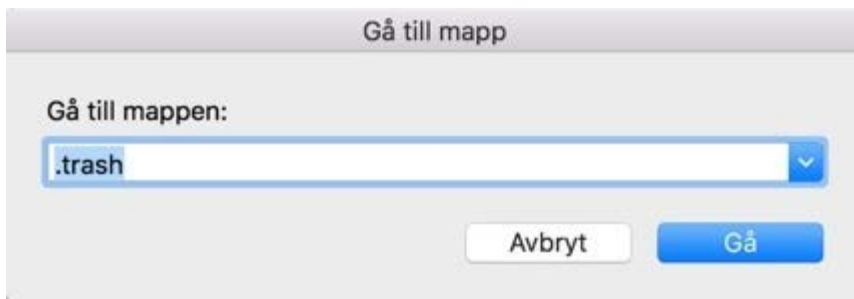 Gå till mapp
Gå till mappen:
.trash
Avbryt
Gå